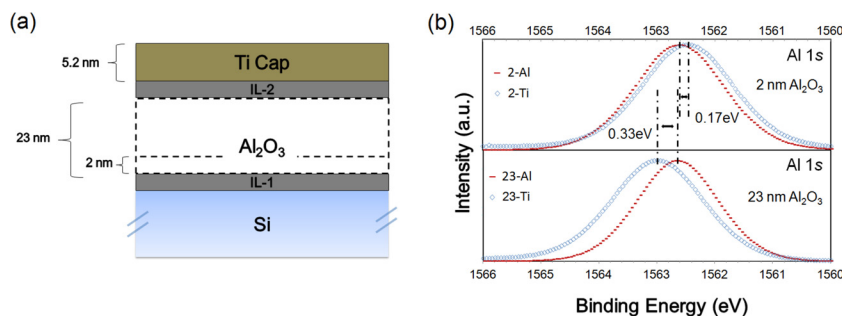 (a)
Ti Cap
5.2 nm
IL-2
23 nm
Al₂O₃
2 nm
IL-1
Si
(b)
1566 1565 1564 1563 1562 1561 1560
Al 1s
2-Al
2-Ti
2 nm Al₂O₃
0.33eV
0.17eV
Intensity (a.u.)
Al 1s
23-Al
23-Ti
23 nm Al₂O₃
1566 1565 1564 1563 1562 1561 1560
Binding Energy (eV)